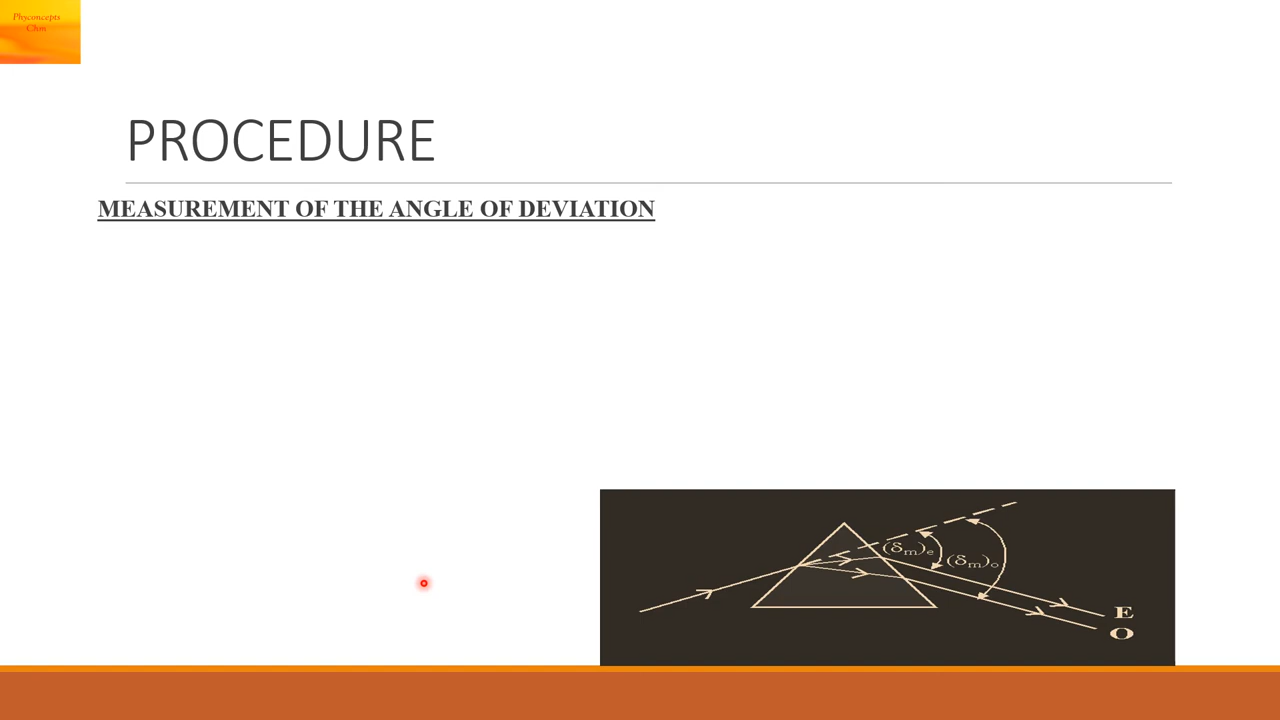 Phyconcepts
Chm
PROCEDURE
MEASUREMENT OF THE ANGLE OF DEVIATION
(δm)e
(δm)o
E
O